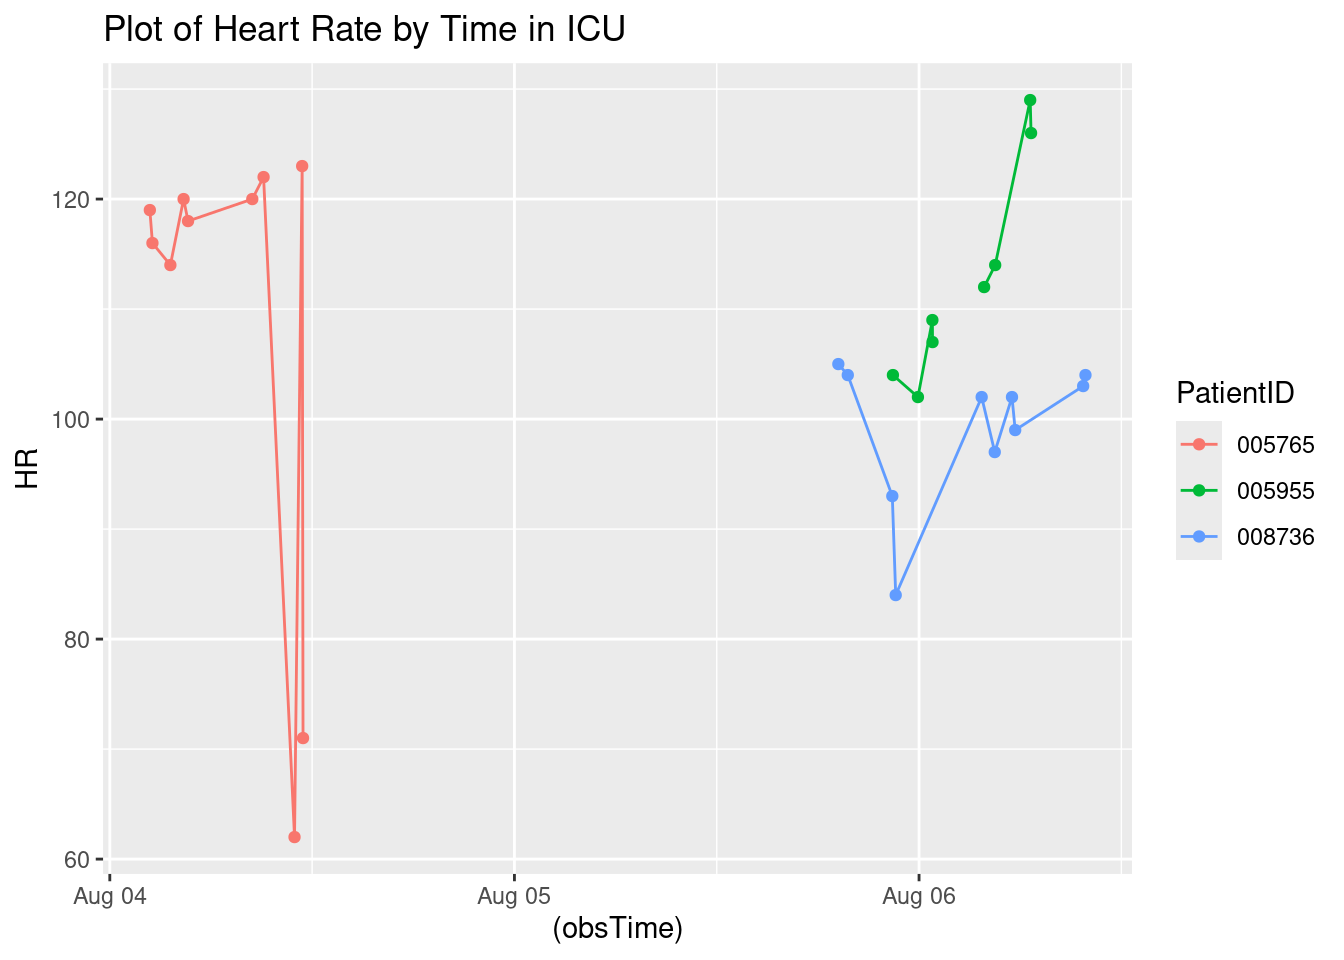 Plot of Heart Rate by Time in ICU
120
100
80
60
HR
Aug 04
Aug 05
Aug 06
(obsTime)
PatientID
005765
005955
008736